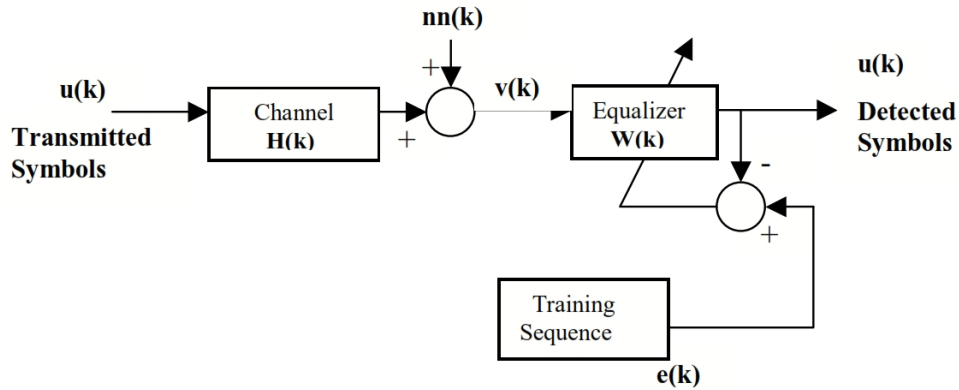 nn(k)
+
u(k)
Transmitted
Symbols
Channel
H(k)
+
v(k)
Equalizer
W(k)
u(k)
Detected
Symbols
-
+
Training
Sequence
e(k)